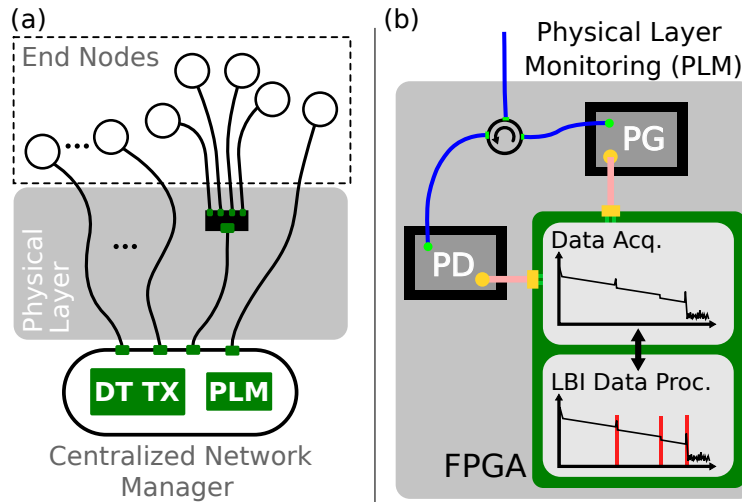 (a)
End Nodes
...
...
Physical
Layer
DT TX
PLM
Centralized Network
Manager
(b)
Physical Layer
Monitoring (PLM)
PG
PD
Data Acq.
LBI Data Proc.
FPGA